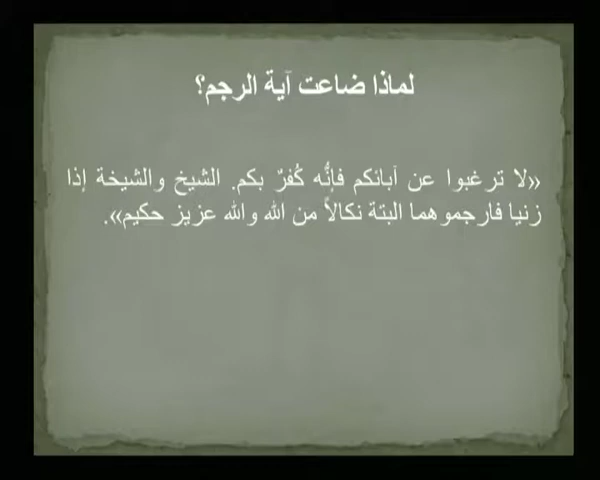 لماذا ضاعت آية الرجم؟
«لا ترغبوا عن آبائكم فإنُّه كُفرٌ بكم. الشيخ والشيخة إذا
زنيا فارجموهما البتة نكالاً من الله والله عزيز حكيم».